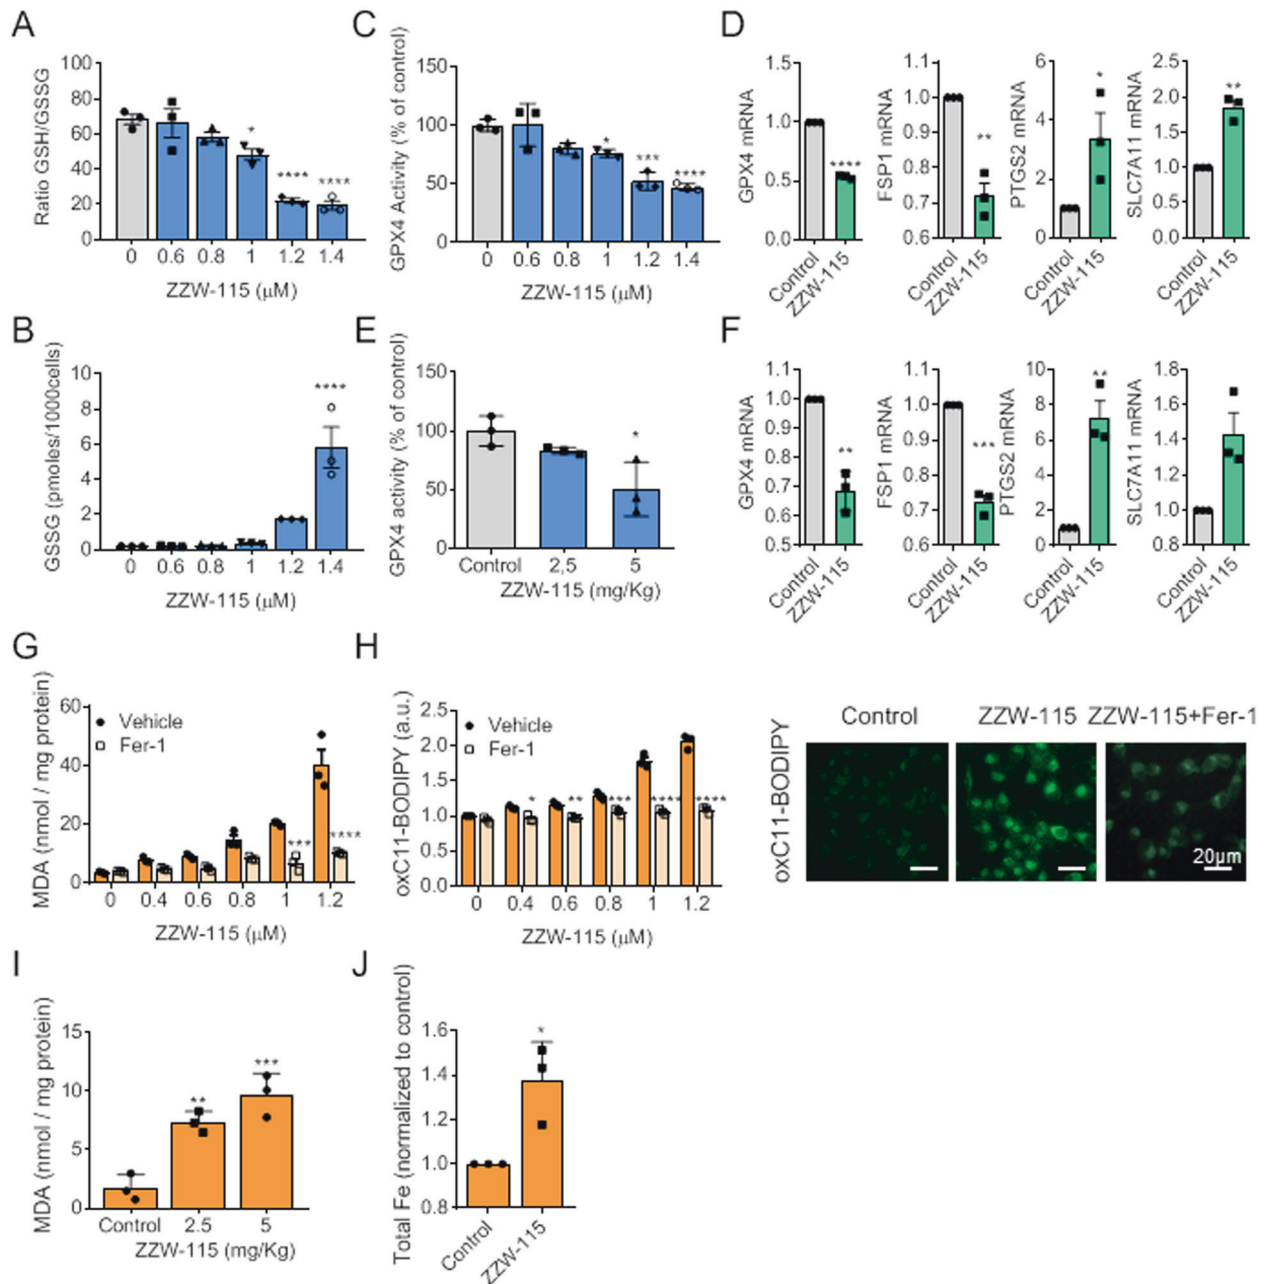 A
Ratio GSH/GSSG
100
80
60
40
20
0
*
****
****
0 0.6 0.8 1 1.2 1.4
ZZW-115 (μM)
C
GPX4 Activity (% of control)
150
100
50
0
*
***
****
0 0.6 0.8 1 1.2 1.4
ZZW-115 (μM)
D
GPX4 mRNA
1.5
1.0
0.5
0.0
****
Control
ZZW-115
FSP1 mRNA
1.1
1.0
0.9
0.8
0.7
0.6
**
Control
ZZW-115
PTGS2 mRNA
6
4
2
0
*
Control
ZZW-115
SLC7A11 mRNA
2.5
2.0
1.5
1.0
0.5
0.0
**
Control
ZZW-115
B
GSSG (pmoles/1000cells)
10
8
6
4
2
0
****
0 0.6 0.8 1 1.2 1.4
ZZW-115 (μM)
E
GPX4 activity (% of control)
150
100
50
0
*
Control 2,5 5
ZZW-115 (mg/Kg)
F
GPX4 mRNA
1.1
1.0
0.9
0.8
0.7
0.6
0.5
**
Control
ZZW-115
FSP1 mRNA
1.1
1.0
0.9
0.8
0.7
0.6
***
Control
ZZW-115
PTGS2 mRNA
10
8
6
4
2
0
**
Control
ZZW-115
SLC7A11 mRNA
1.8
1.6
1.4
1.2
1.0
0.8
Control
ZZW-115
G
MDA (nmol / mg protein)
60
40
20
0
Vehicle
Fer-1
***
****
0 0.4 0.6 0.8 1 1.2
ZZW-115 (μM)
H
oxC11-BODIPY (a.u.)
2.5
2.0
1.5
1.0
0.5
0.0
Vehicle
Fer-1
*
**
***
****
****
0 0.4 0.6 0.8 1 1.2
ZZW-115 (μM)
Control ZZW-115 ZZW-115+Fer-1
oxC11-BODIPY
20μm
I
MDA (nmol / mg protein)
15
10
5
0
**
***
Control 2.5 5
ZZW-115 (mg/Kg)
J
Total Fe (normalized to control)
1.6
1.4
1.2
1.0
0.8
*
Control
ZZW-115